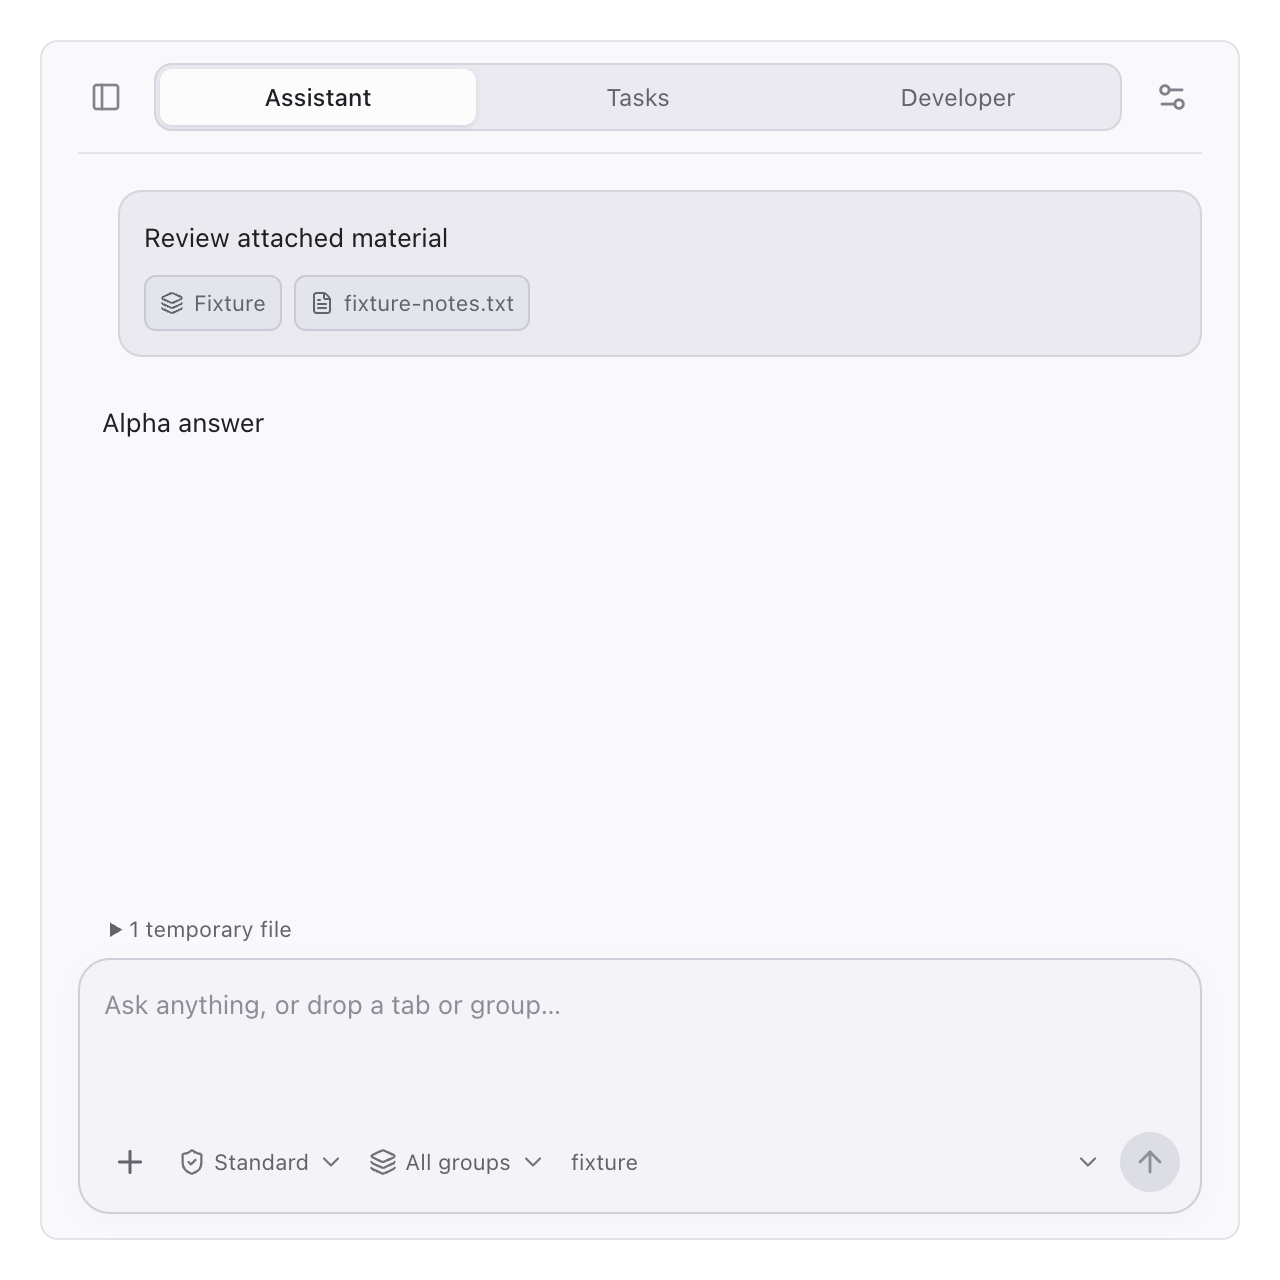 Assistant Tasks Developer
Review attached material
Fixture fixture-notes.txt
Alpha answer
1 temporary file
Ask anything, or drop a tab or group...
Standard All groups fixture